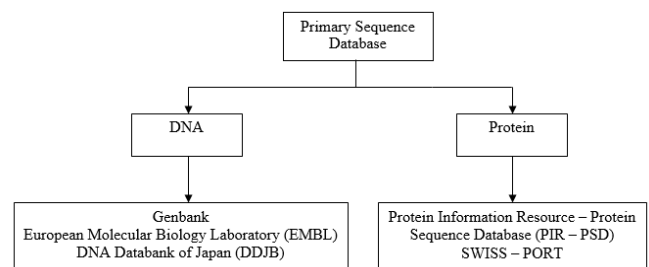 Primary Sequence
Database
DNA
Protein
Genbank
European Molecular Biology Laboratory (EMBL)
DNA Databank of Japan (DDJB)
Protein Information Resource – Protein
Sequence Database (PIR – PSD)
SWISS – PORT